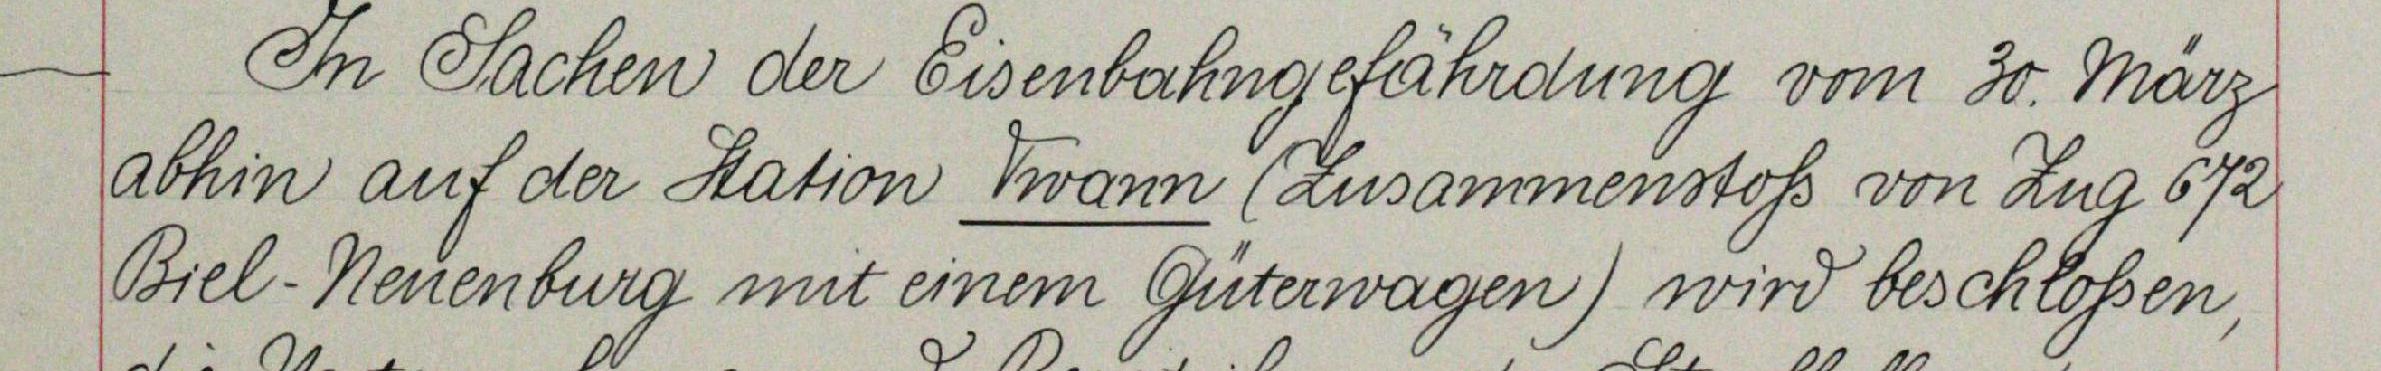 In Sachen der Eisenbahngefährdung vom 30. März
abhin auf der Station Twann (Zusammenstoß von Zug 672
Biel-Neuenburg mit einem Güterwagen) wird beschloßen,